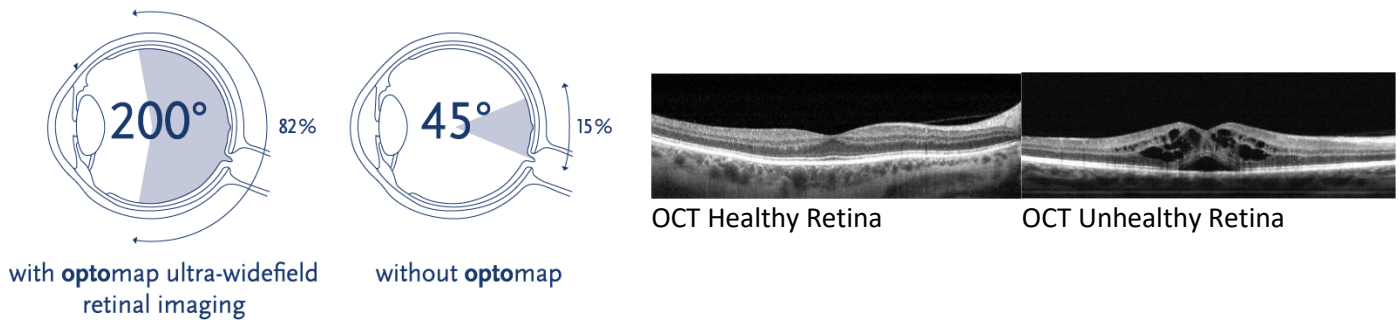 200°
82%
with optomap ultra-widefield
retinal imaging
45°
15%
without optomap
OCT Healthy Retina
OCT Unhealthy Retina